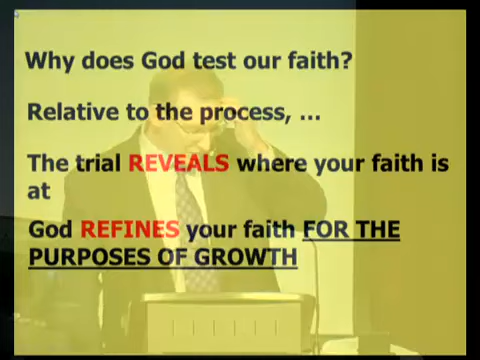 Why does God test our faith?
Relative to the process, ...
The trial REVEALS where your faith is
at
God REFINES your faith FOR THE
PURPOSES OF GROWTH